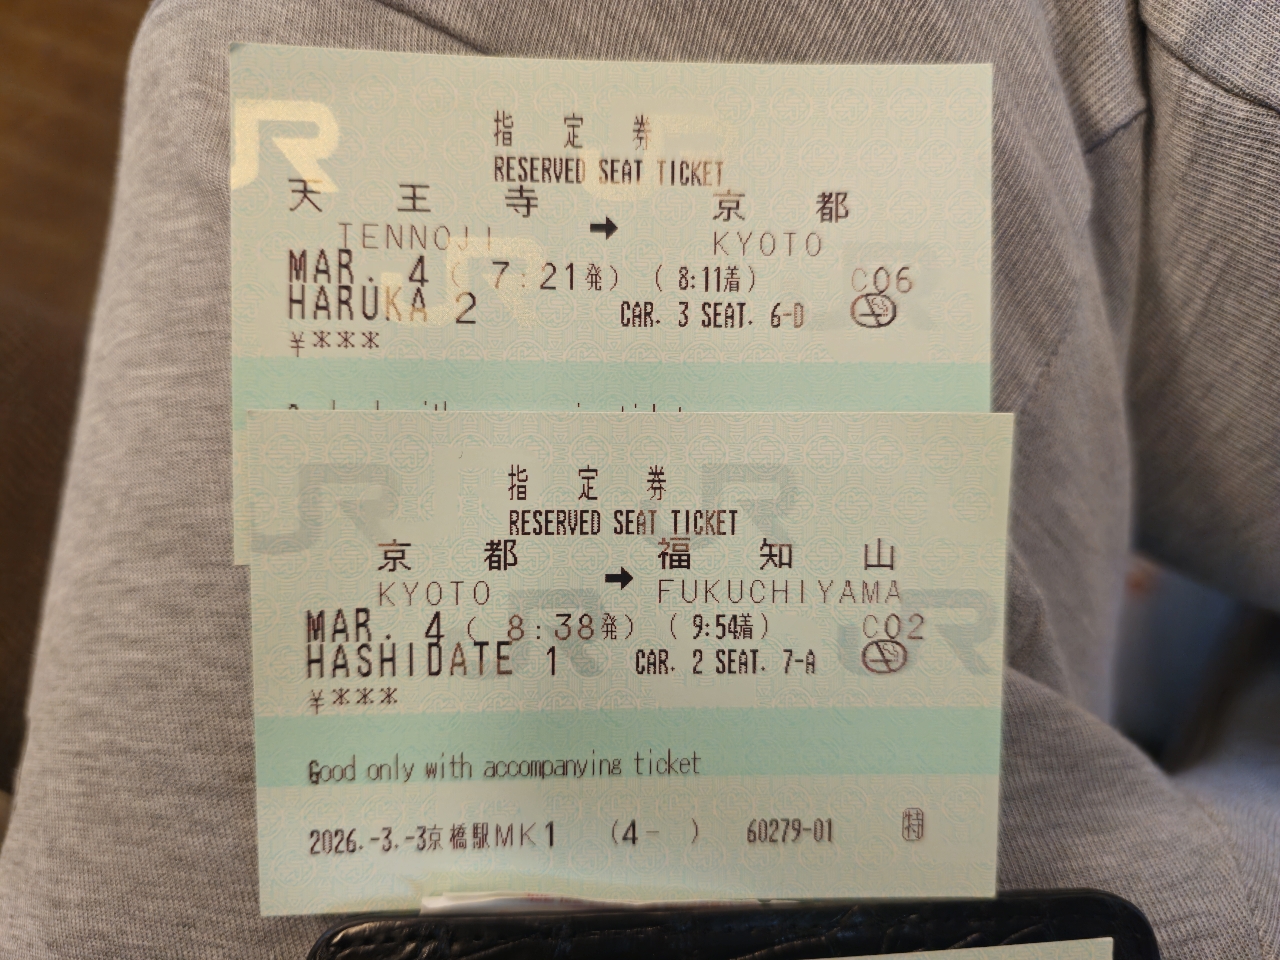 指定券
RESERVED SEAT TICKET
天王寺 → 京都
TENNOJI KYOTO
MAR. 4 ( 7:21発) ( 8:11着) C06
HARUKA 2 CAR. 3 SEAT. 6-D
¥***
JR
指定券
RESERVED SEAT TICKET
京都 → 福知山
KYOTO FUKUCHIYAMA
MAR. 4 ( 8:38発) ( 9:54着) C02
HASHIDATE 1 CAR. 2 SEAT. 7-A
¥***
Good only with accompanying ticket
2026.-3.-3京橋駅MK1 (4- ) 60279-01 特